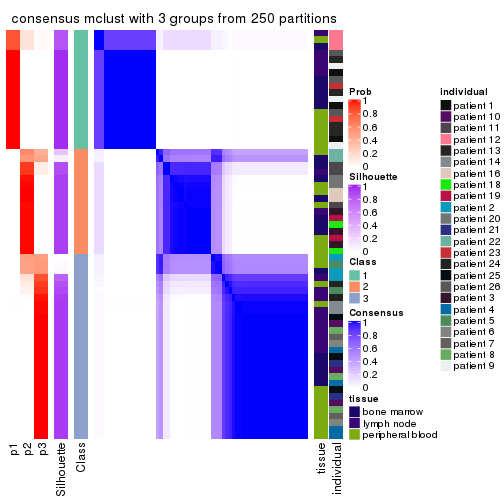 consensus mclust with 3 groups from 250 partitions
p1
p2
p3
Silhouette
Class
tissue
individual
Prob
1
0.8
0.6
0.4
0.2
0
Silhouette
1
0.8
0.6
0.4
0.2
0
Class
1
2
3
Consensus
1
0.8
0.6
0.4
0.2
0
tissue
bone marrow
lymph node
peripheral blood
individual
patient 1
patient 10
patient 11
patient 12
patient 13
patient 14
patient 16
patient 18
patient 19
patient 2
patient 20
patient 21
patient 22
patient 23
patient 24
patient 25
patient 26
patient 3
patient 4
patient 5
patient 6
patient 7
patient 8
patient 9